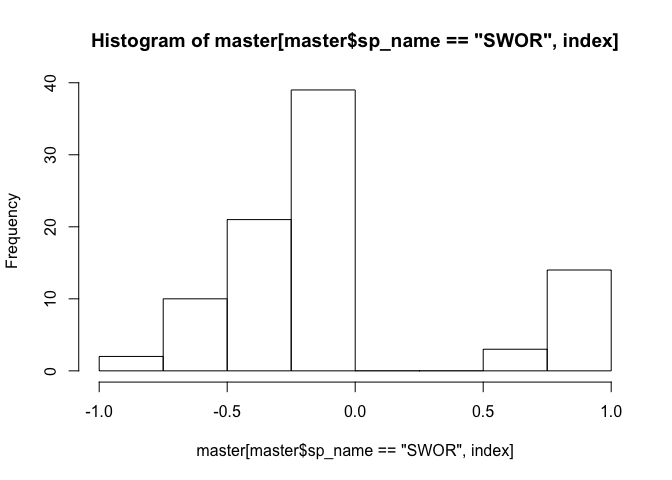 Histogram of master[master$sp_name == "SWOR", index]
Frequency
40
30
20
10
0
-1.0 -0.5 0.0 0.5 1.0
master[master$sp_name == "SWOR", index]